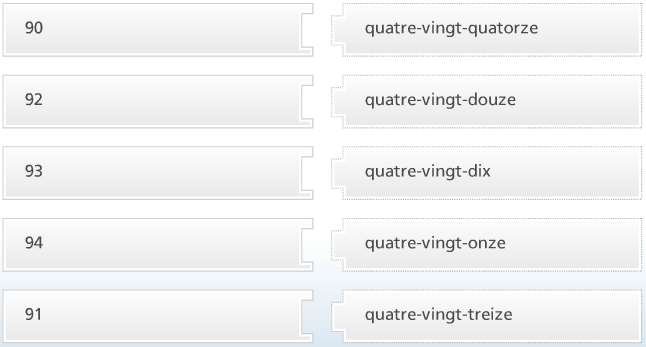 90 quatre-vingt-quatorze
92 quatre-vingt-douze
93 quatre-vingt-dix
94 quatre-vingt-onze
91 quatre-vingt-treize